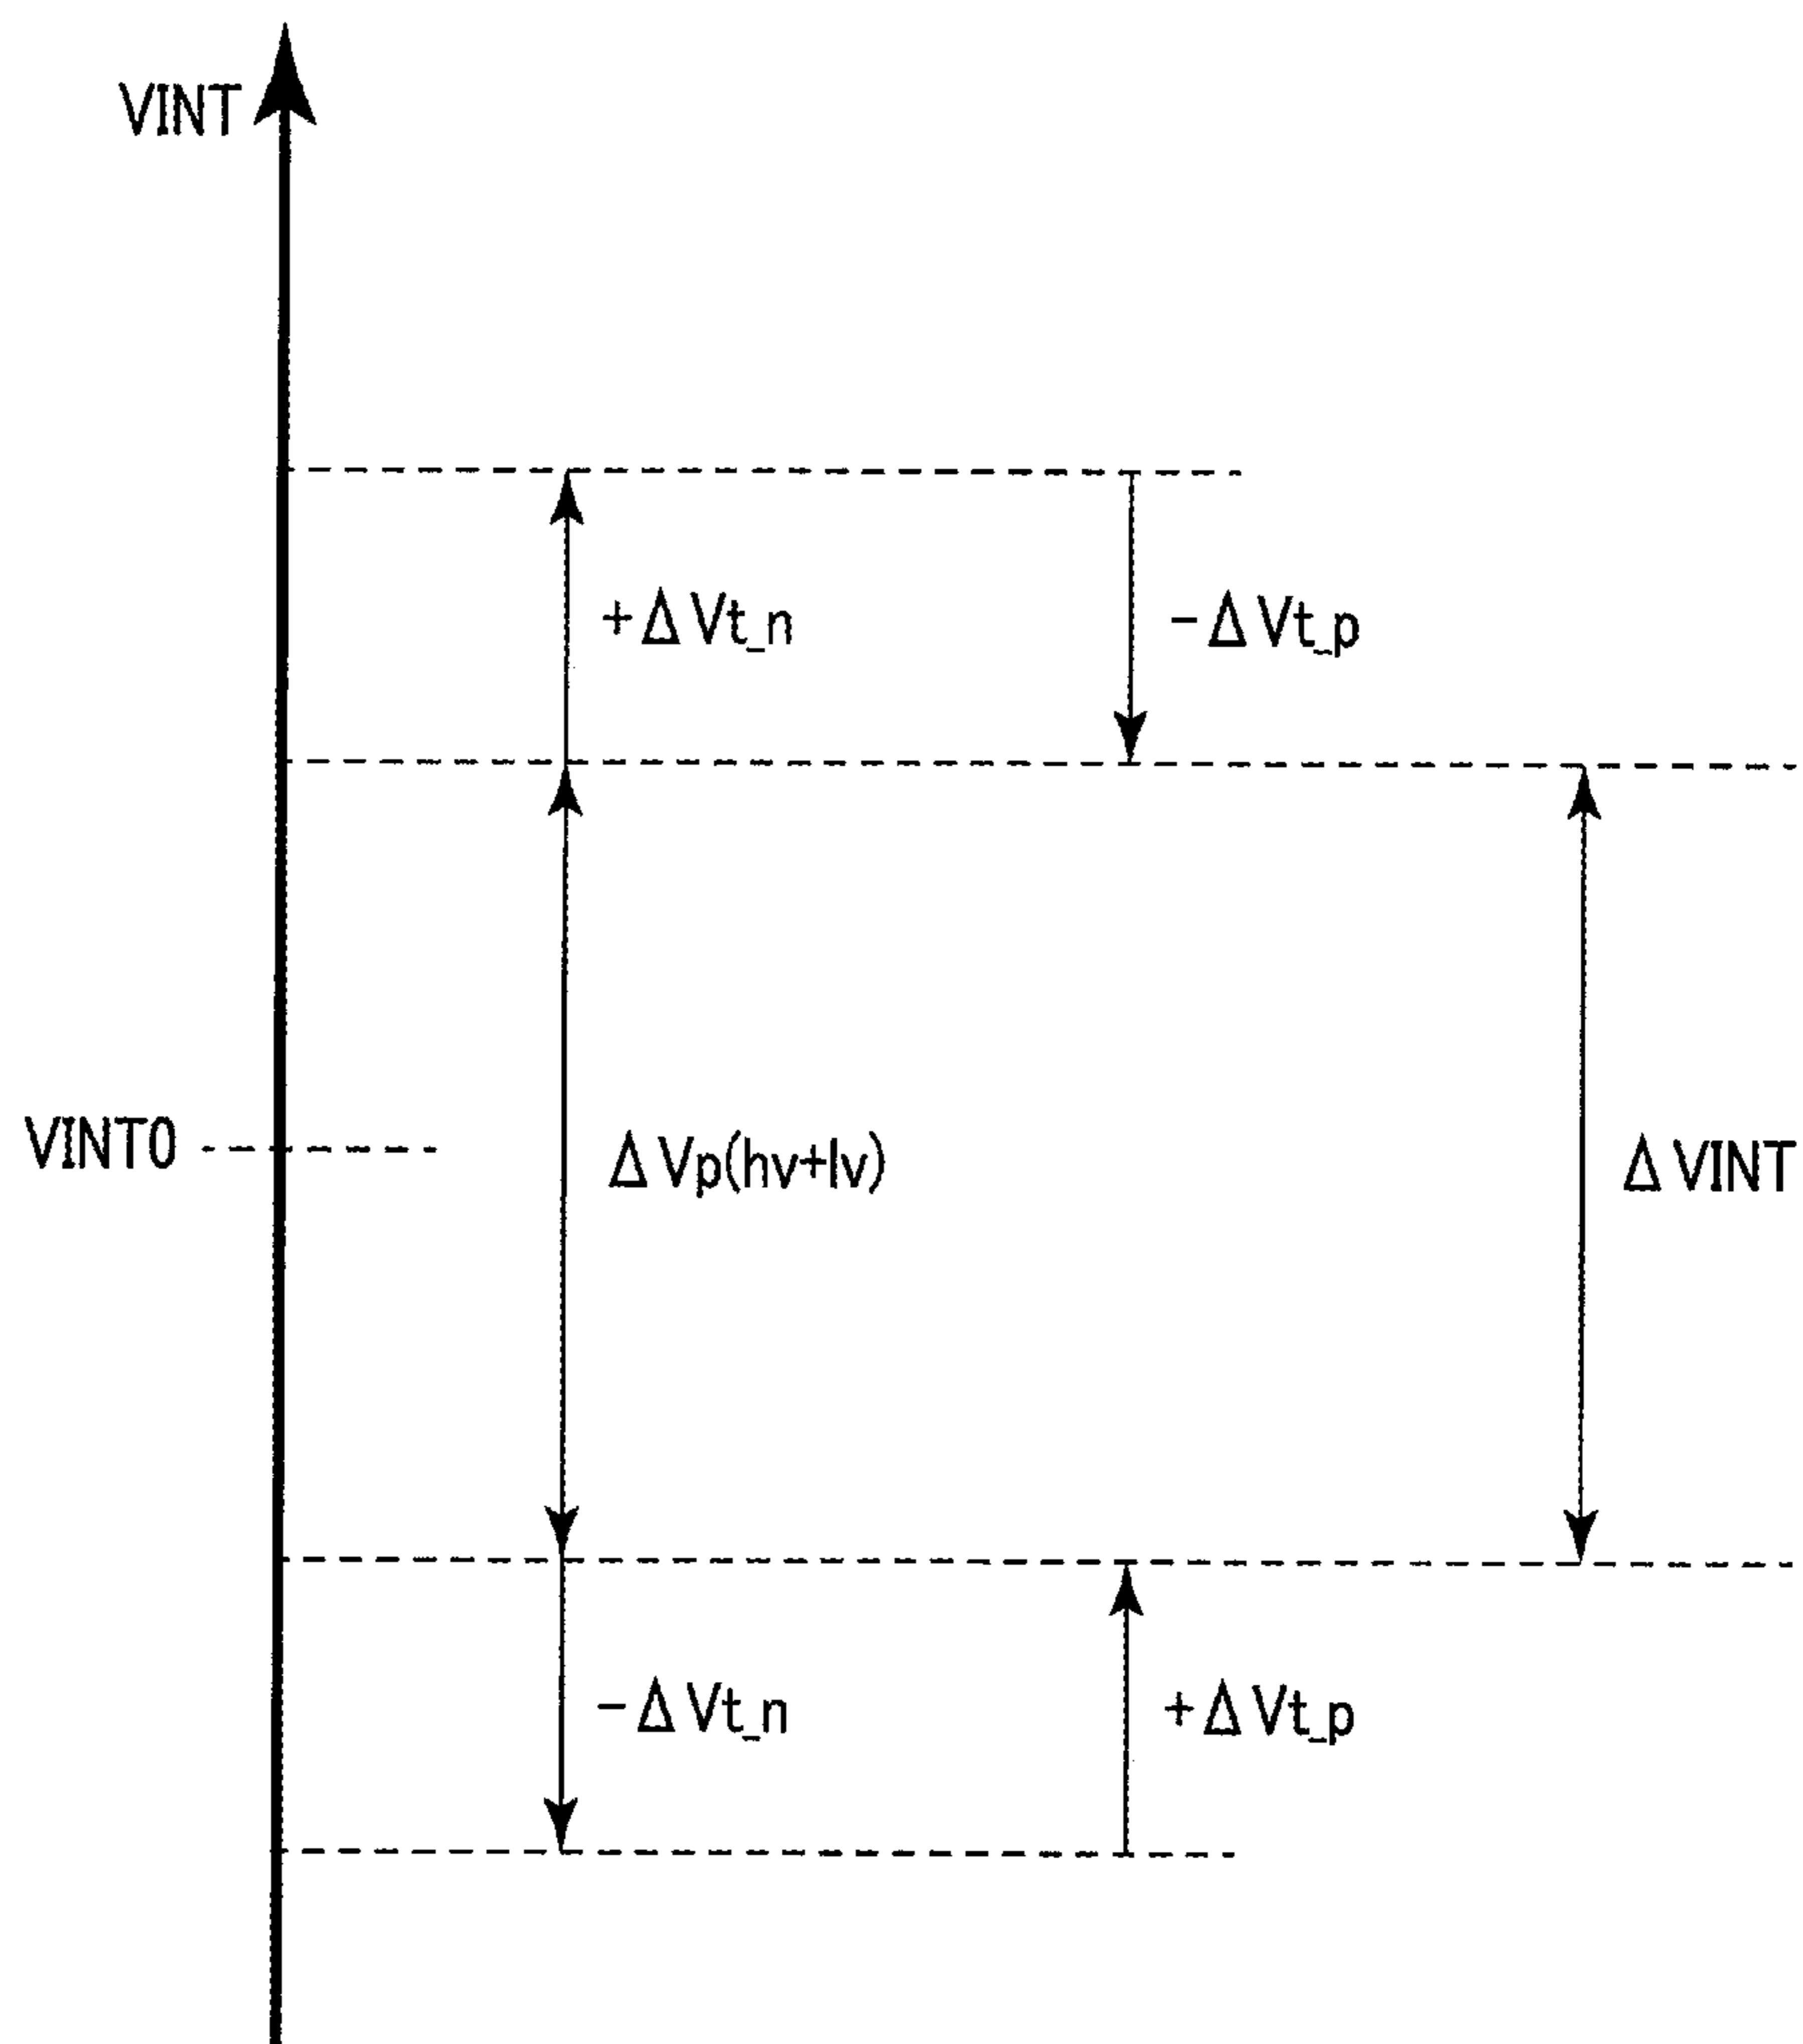 VINT
+ΔVt_n
-ΔVt_p
VINT0
ΔVp(hv+lv)
ΔVINT
-ΔVt_n
+ΔVt_p